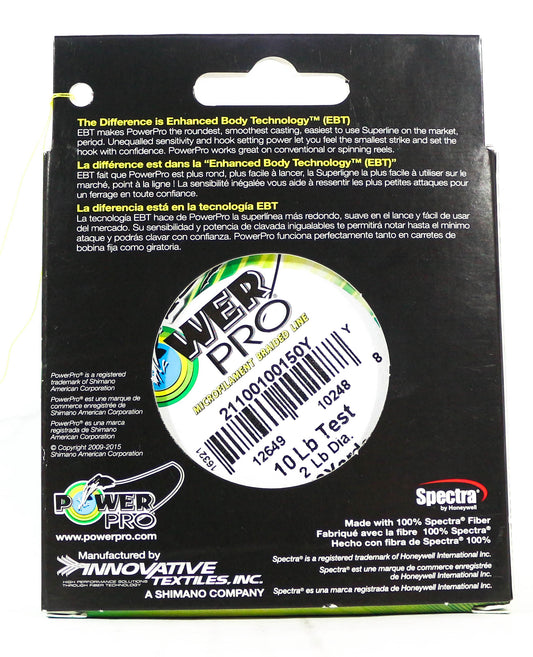 The Difference is Enhanced Body Technology™ (EBT)
EBT makes PowerPro the roundest, smoothest casting, easiest to use Superline on the market,
period. Unequalled sensitivity and hook setting power let you feel the smallest strike and set the
hook with confidence. PowerPro works great on conventional or spinning reels.
La différence est dans la “Enhanced Body Technology™ (EBT)”
EBT fait que PowerPro est plus rond, plus facile à lancer, la Superligne la plus facile à utiliser sur le
marché, point à la ligne ! La sensibilité inégalée vous aide à ressentir les plus petites attaques pour
un ferrage en toute confiance.
La diferencia está en la tecnología EBT
La tecnología EBT hace de PowerPro la superlínea más redondo, suave en el lance y fácil de usar
del mercado. Su sensibilidad y potencia de clavada inigualables te permitirá notar hasta el mínimo
ataque y podrás clavar con confianza. PowerPro funciona perfectamente tanto en carretes de
bobina fija como giratoria.
WER
PRO
MICROFILAMENT BRAIDED LINE
21100100150Y
Y
12649
10248
8
1632
10 Lb Test
2 Lb Dia.
PowerPro® is a registered
trademark of Shimano
American Corporation
PowerPro® est une marque de
commerce enregistrée de
Shimano American Corporation
PowerPro® es una marca
registrada de Shimano
American Corporation
© Copyright 2009-2015
Shimano American Corporation
POWER
PRO
www.powerpro.com
Manufactured by
INNOVATIVE
TEXTILES, INC.
HIGH PERFORMANCE SOLUTIONS
THROUGH FIBER TECHNOLOGY
A SHIMANO COMPANY
Spectra®
by Honeywell
Made with 100% Spectra® Fiber
Fabriqué avec la fibre 100% Spectra®
Hecho con fibra de Spectra® 100%
Spectra® is a registered trademark of Honeywell International Inc.
Spectra® est une marque de commerce enregistrée
de Honeywell International Inc.
Spectra® es una marca registrada de Honeywell International Inc.